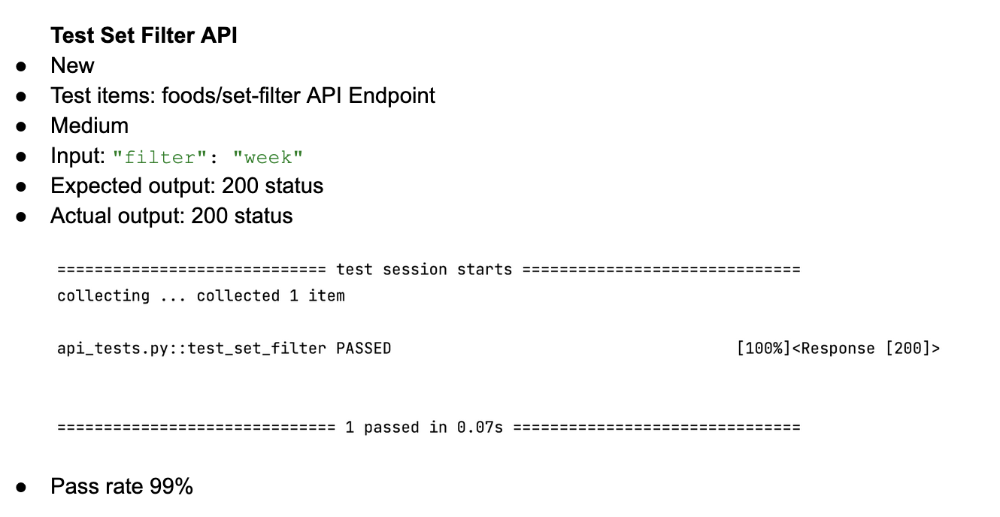 Test Set Filter API
● New
● Test items: foods/set-filter API Endpoint
● Medium
● Input: "filter": "week"
● Expected output: 200 status
● Actual output: 200 status
============================= test session starts ==============================
collecting ... collected 1 item
api_tests.py::test_set_filter PASSED [100%]<Response [200]>
============================== 1 passed in 0.07s ===============================
● Pass rate 99%